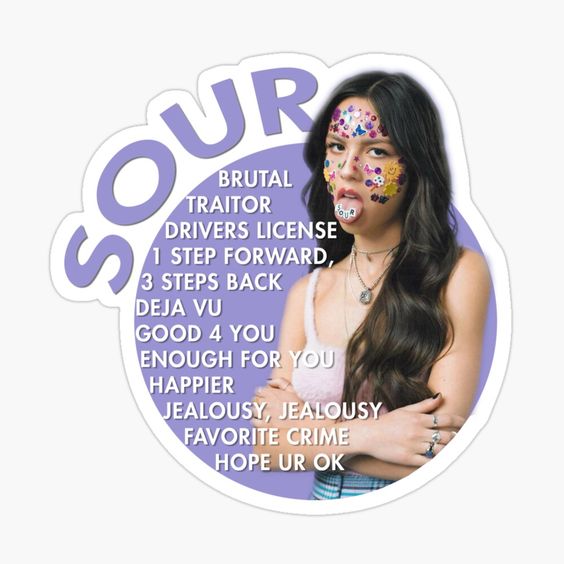 SOUR
BRUTAL
TRAITOR
DRIVERS LICENSE
1 STEP FORWARD,
3 STEPS BACK
DEJA VU
GOOD 4 YOU
ENOUGH FOR YOU
HAPPIER
JEALOUSY, JEALOUSY
FAVORITE CRIME
HOPE UR OK
SOUR